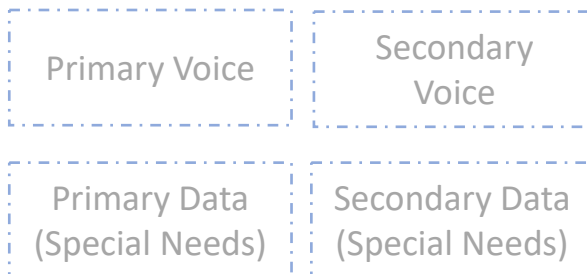 Primary Voice
Secondary
Voice
Primary Data
(Special Needs)
Secondary Data
(Special Needs)